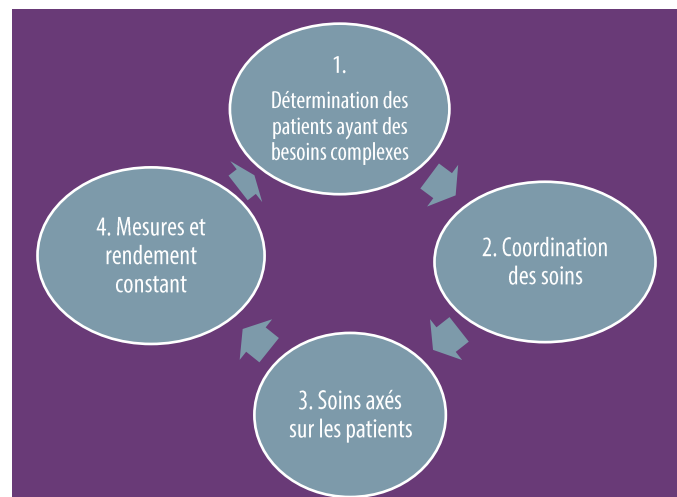 1.
Détermination des
patients ayant des
besoins complexes
2. Coordination
des soins
3. Soins axés
sur les patients
4. Mesures et
rendement
constant